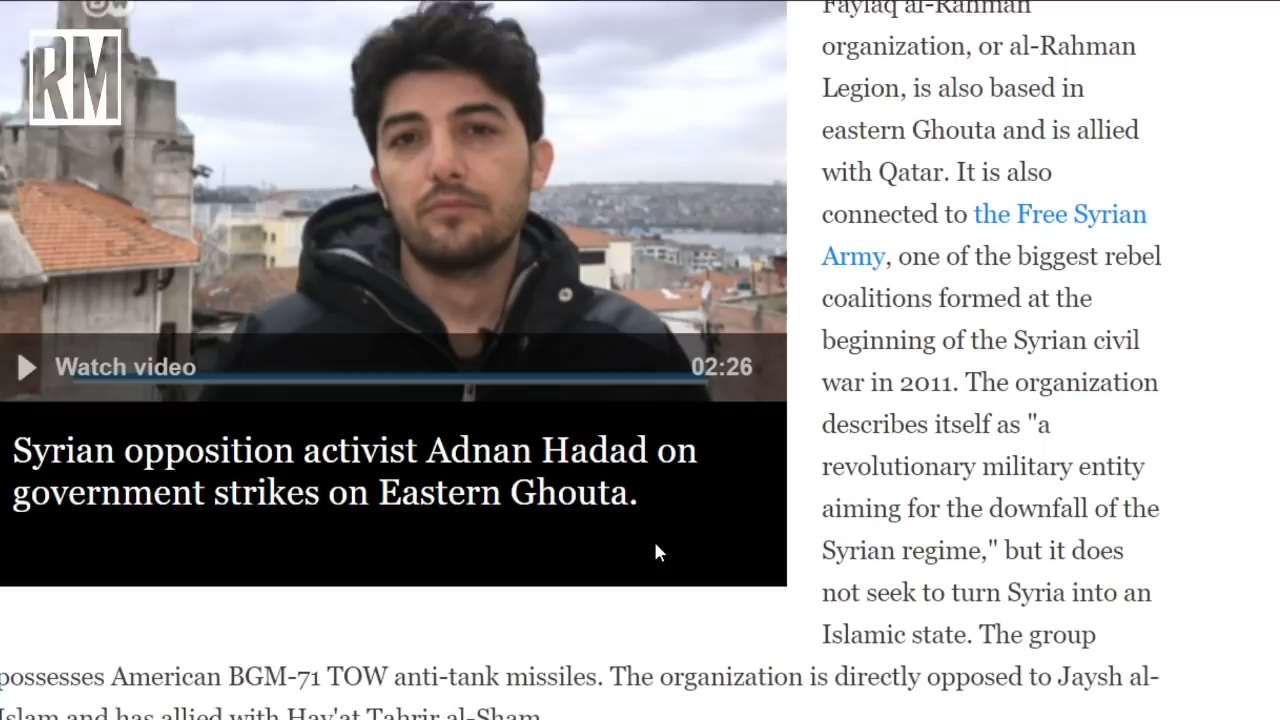 DW
RM
Watch video
02:26
Syrian opposition activist Adnan Hadad on
government strikes on Eastern Ghouta.
Faylaq al-Rahman
organization, or al-Rahman
Legion, is also based in
eastern Ghouta and is allied
with Qatar. It is also
connected to the Free Syrian
Army, one of the biggest rebel
coalitions formed at the
beginning of the Syrian civil
war in 2011. The organization
describes itself as "a
revolutionary military entity
aiming for the downfall of the
Syrian regime," but it does
not seek to turn Syria into an
Islamic state. The group
possesses American BGM-71 TOW anti-tank missiles. The organization is directly opposed to Jaysh al-
Islam and has allied with Hay'at Tahrir al-Sham.